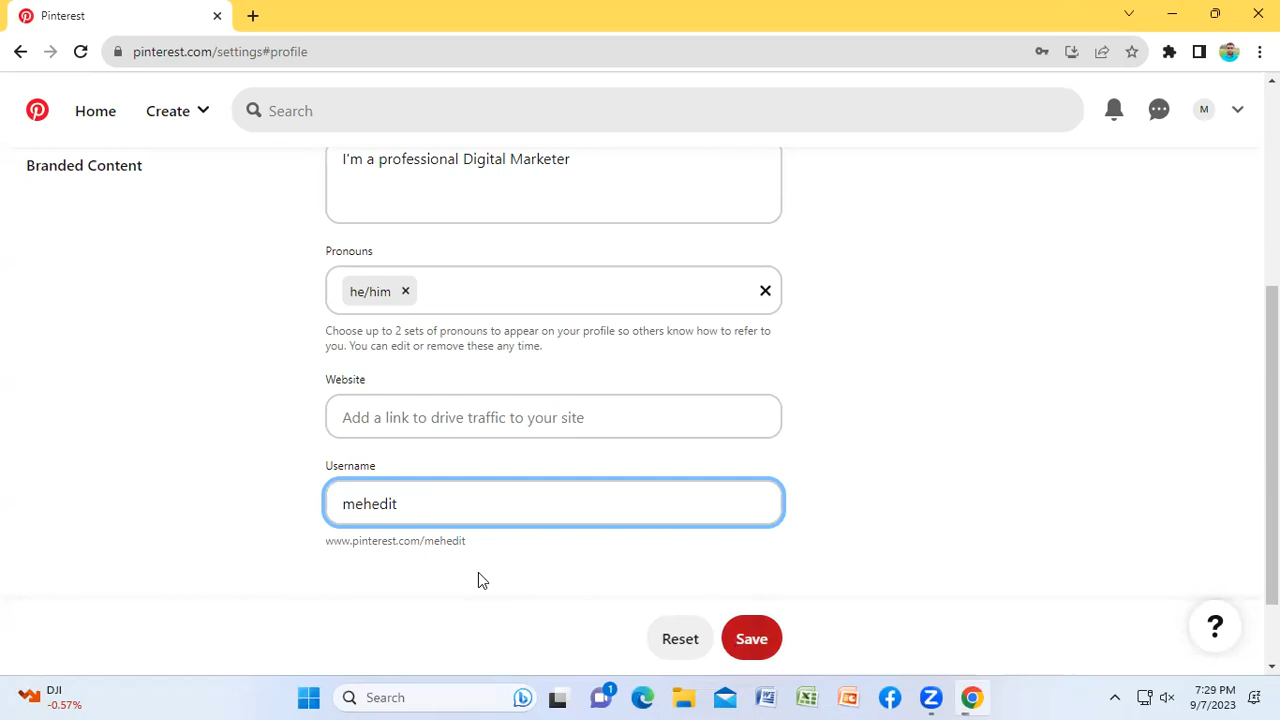 Pinterest
pinterest.com/settings#profile
Home
Create
Search
M
Branded Content
I'm a professional Digital Marketer
Pronouns
he/him
Choose up to 2 sets of pronouns to appear on your profile so others know how to refer to
you. You can edit or remove these any time.
Website
Add a link to drive traffic to your site
Username
mehedit
www.pinterest.com/mehedit
Reset
Save
?
DJI
-0.57%
Search
1
7:29 PM
9/7/2023